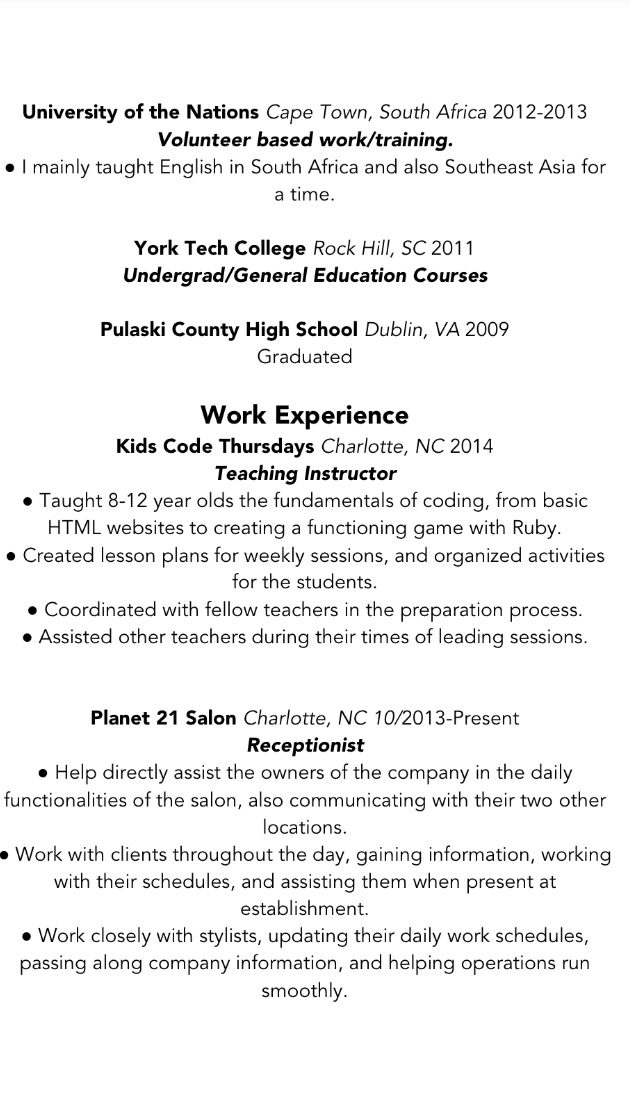 University of the Nations Cape Town, South Africa 2012-2013
Volunteer based work/training.
● I mainly taught English in South Africa and also Southeast Asia for
a time.
York Tech College Rock Hill, SC 2011
Undergrad/General Education Courses
Pulaski County High School Dublin, VA 2009
Graduated
Work Experience
Kids Code Thursdays Charlotte, NC 2014
Teaching Instructor
● Taught 8-12 year olds the fundamentals of coding, from basic
HTML websites to creating a functioning game with Ruby.
● Created lesson plans for weekly sessions, and organized activities
for the students.
● Coordinated with fellow teachers in the preparation process.
● Assisted other teachers during their times of leading sessions.
Planet 21 Salon Charlotte, NC 10/2013-Present
Receptionist
● Help directly assist the owners of the company in the daily
functionalities of the salon, also communicating with their two other
locations.
● Work with clients throughout the day, gaining information, working
with their schedules, and assisting them when present at
establishment.
● Work closely with stylists, updating their daily work schedules,
passing along company information, and helping operations run
smoothly.